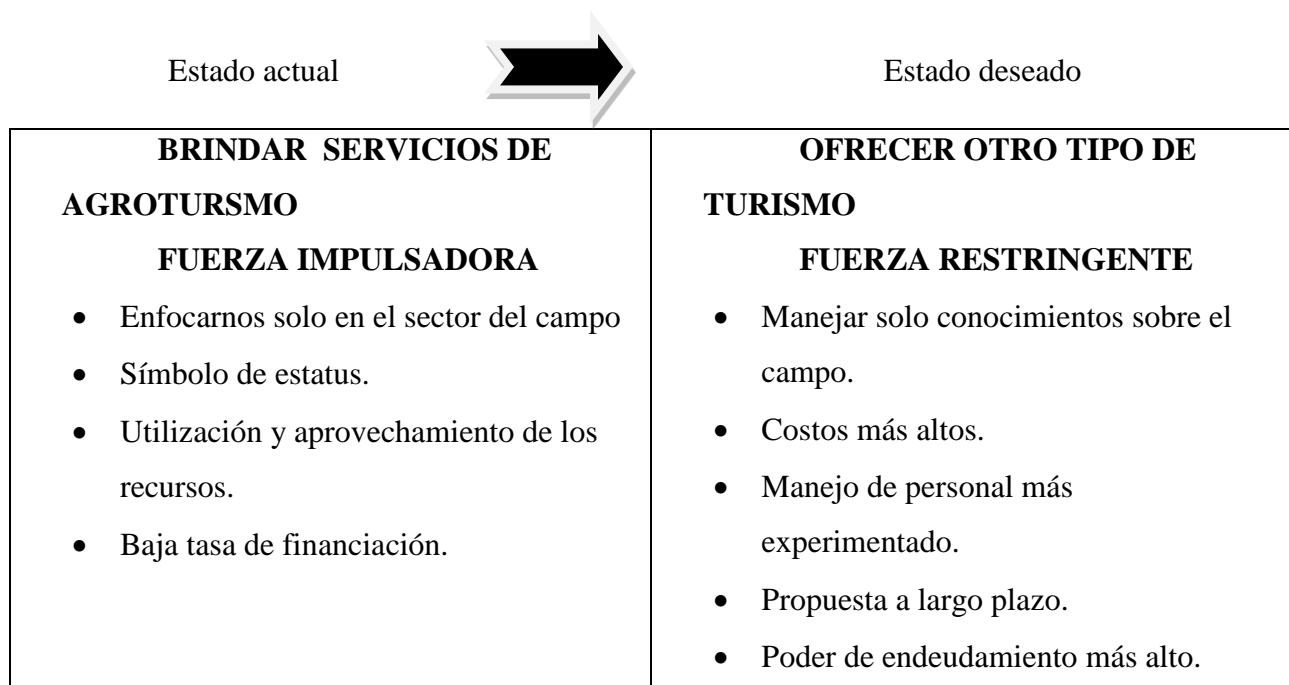 Estado actual
Estado deseado
BRINDAR SERVICIOS DE
AGROTURSMO
FUERZA IMPULSADORA
• Enfocarnos solo en el sector del campo
• Símbolo de estatus.
• Utilización y aprovechamiento de los
recursos.
• Baja tasa de financiación.
OFRECER OTRO TIPO DE
TURISMO
FUERZA RESTRINGENTE
• Manejar solo conocimientos sobre el
campo.
• Costos más altos.
• Manejo de personal más
experimentado.
• Propuesta a largo plazo.
• Poder de endeudamiento más alto.